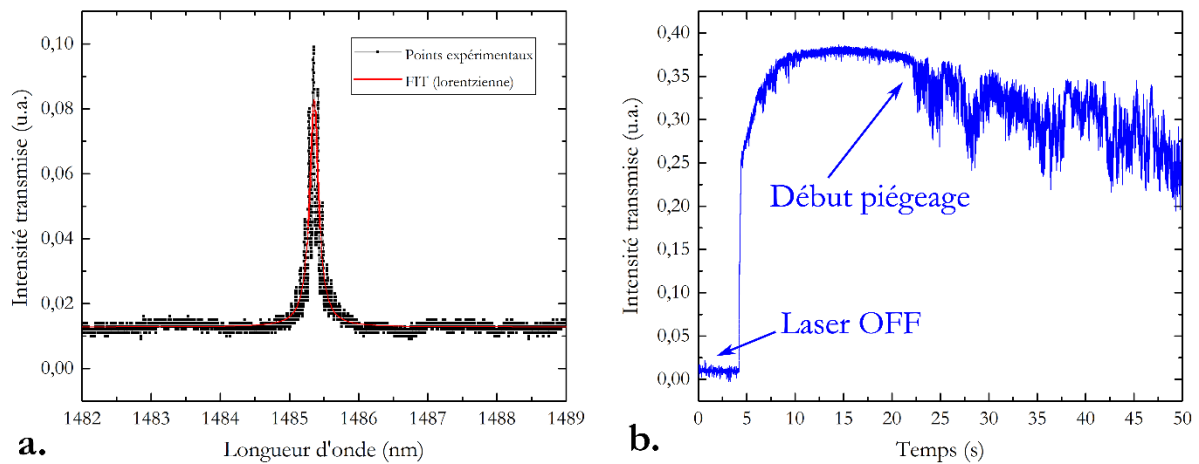 0,10
0,08
0,06
0,04
0,02
0,00
Intensité transmise (u.a.)
Points expérimentaux
FIT (lorentzienne)
1482 1483 1484 1485 1486 1487 1488 1489
Longueur d'onde (nm)
a.
0,40
0,35
0,30
0,25
0,20
0,15
0,10
0,05
0,00
Intensité transmise (u.a.)
Début piégeage
Laser OFF
0 5 10 15 20 25 30 35 40 45 50
Temps (s)
b.